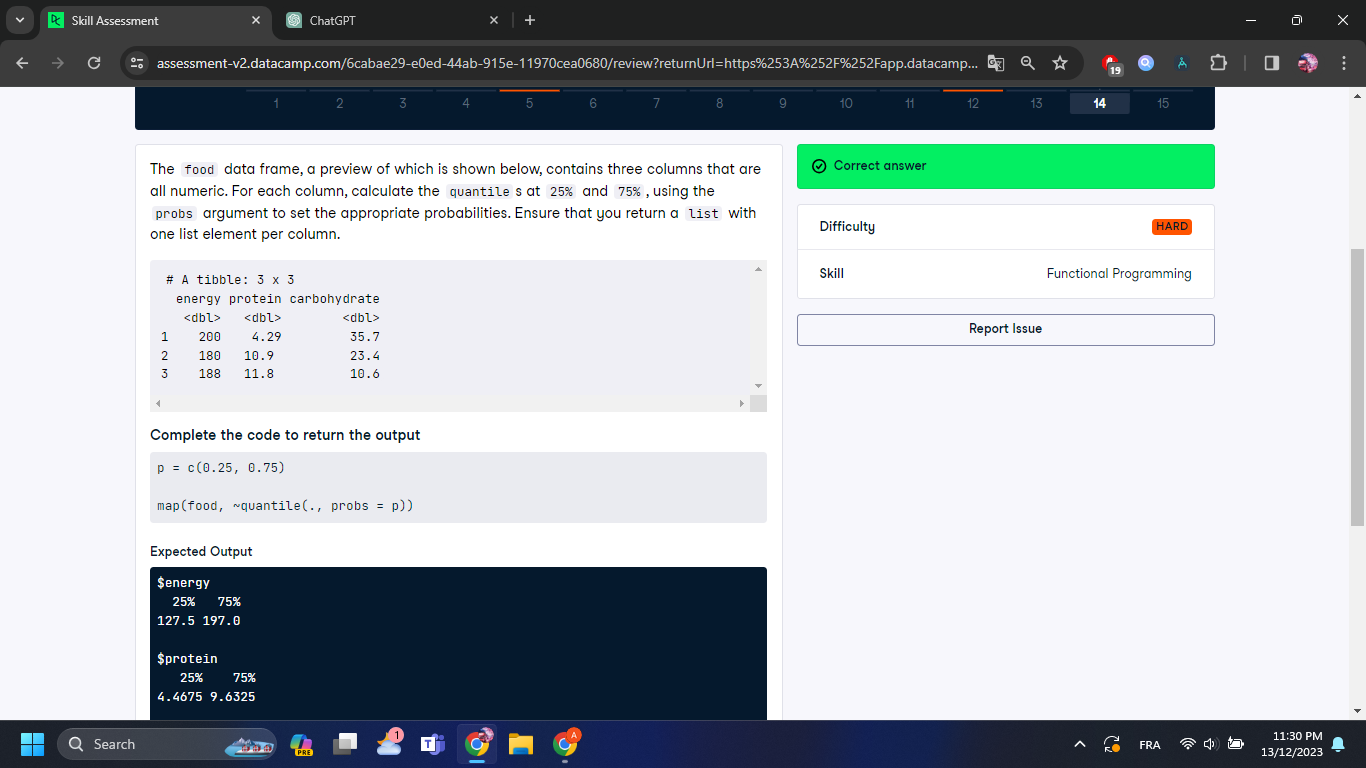 Skill Assessment
ChatGPT
assessment-v2.datacamp.com/6cabae29-e0ed-44ab-915e-11970cea0680/review?returnUrl=https%253A%252F%252Fapp.datacamp...
19
1 2 3 4 5 6 7 8 9 10 11 12 13 14 15
The food data frame, a preview of which is shown below, contains three columns that are
all numeric. For each column, calculate the quantile s at 25% and 75% , using the
probs argument to set the appropriate probabilities. Ensure that you return a list with
one list element per column.
# A tibble: 3 x 3
energy protein carbohydrate
<dbl> <dbl> <dbl>
1 200 4.29 35.7
2 180 10.9 23.4
3 188 11.8 10.6
Complete the code to return the output
p = c(0.25, 0.75)
map(food, ~quantile(., probs = p))
Expected Output
$energy
25% 75%
127.5 197.0
$protein
25% 75%
4.4675 9.6325
Correct answer
Difficulty HARD
Skill Functional Programming
Report Issue
Search
PRE
1
A
FRA
11:30 PM
13/12/2023